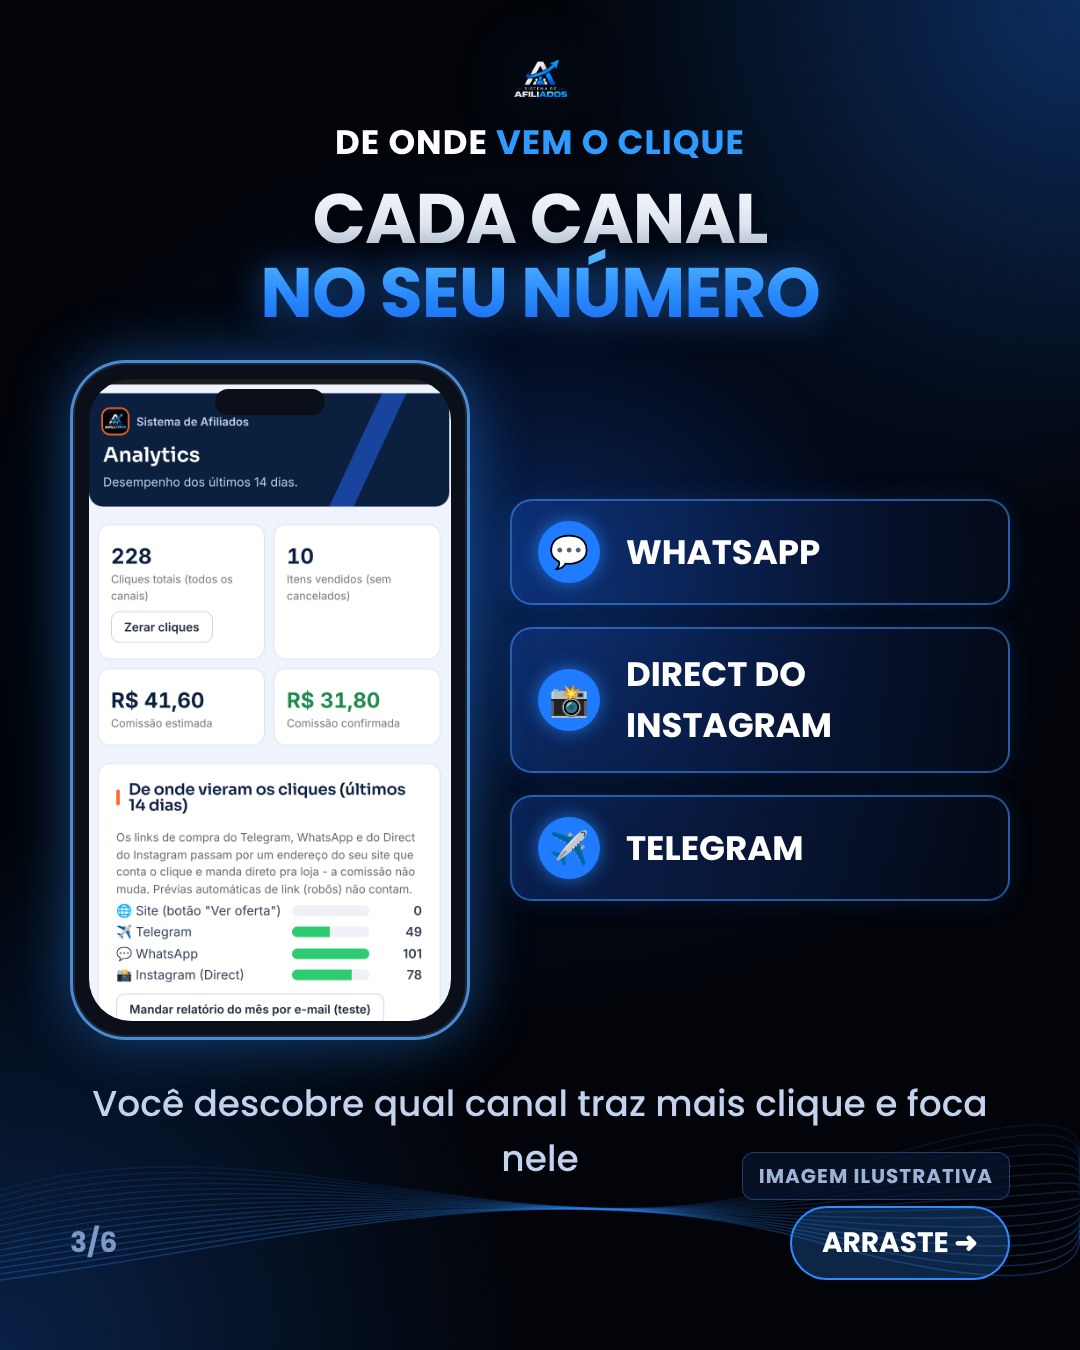 SISTEMA DE
AFILIADOS
DE ONDE VEM O CLIQUE
CADA CANAL
NO SEU NÚMERO
Sistema de Afiliados
Analytics
Desempenho dos últimos 14 dias.
228
Cliques totais (todos os
canais)
Zerar cliques
10
Itens vendidos (sem
cancelados)
R$ 41,60
Comissão estimada
R$ 31,80
Comissão confirmada
De onde vieram os cliques (últimos
14 dias)
Os links de compra do Telegram, WhatsApp e do Direct
do Instagram passam por um endereço do seu site que
conta o clique e manda direto pra loja - a comissão não
muda. Prévias automáticas de link (robôs) não contam.
Site (botão "Ver oferta") 0
Telegram 49
WhatsApp 101
Instagram (Direct) 78
Mandar relatório do mês por e-mail (teste)
WHATSAPP
DIRECT DO
INSTAGRAM
TELEGRAM
Você descobre qual canal traz mais clique e foca
nele
IMAGEM ILUSTRATIVA
3/6
ARRASTE →